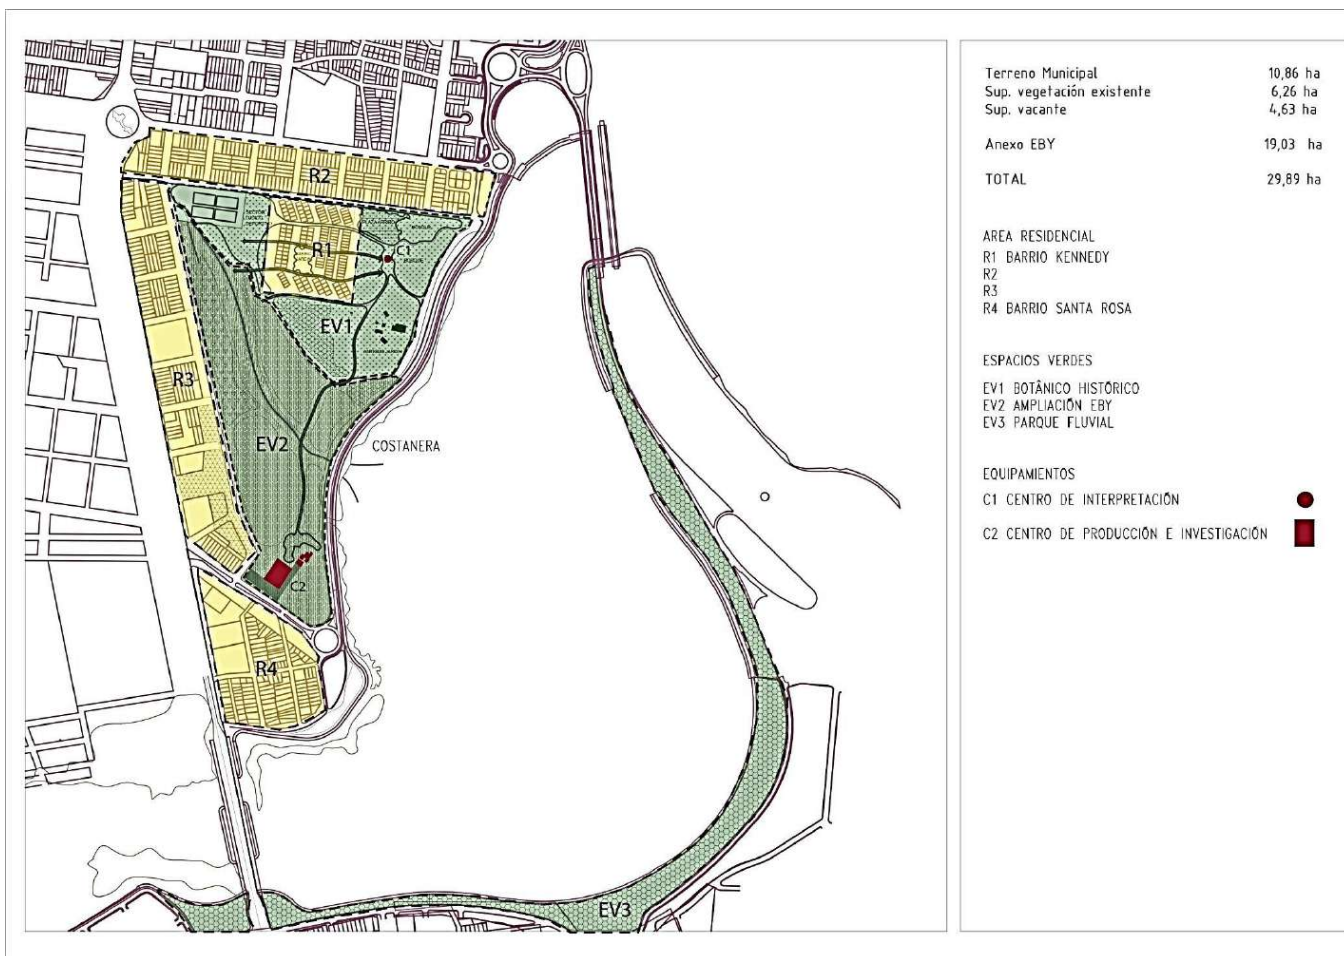 R2
R1
C1
EV1
R3
EV2
COSTANERA
C2
R4
EV3
Terreno Municipal 10,86 ha
Sup. vegetación existente 6,26 ha
Sup. vacante 4,63 ha
Anexo EBY 19,03 ha
TOTAL 29,89 ha
AREA RESIDENCIAL
R1 BARRIO KENNEDY
R2
R3
R4 BARRIO SANTA ROSA
ESPACIOS VERDES
EV1 BOTÂNICO HISTÓRICO
EV2 AMPLIACIÓN EBY
EV3 PARQUE FLUVIAL
EQUIPAMIENTOS
C1 CENTRO DE INTERPRETACIÓN
C2 CENTRO DE PRODUCCIÓN E INVESTIGACIÓN